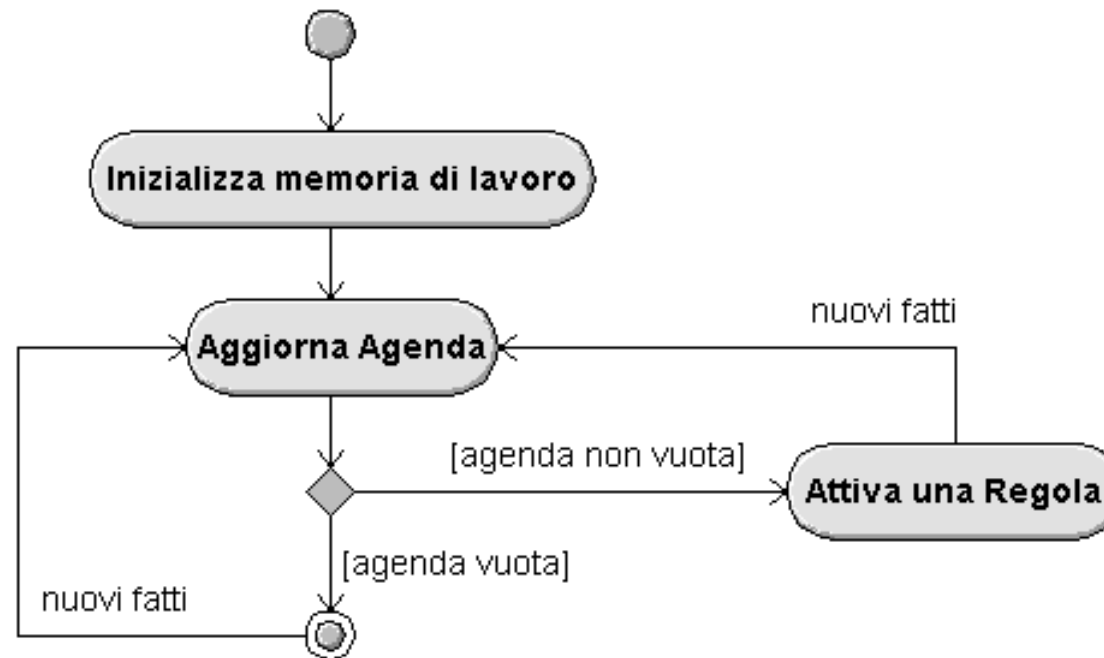 Inizializza memoria di lavoro
nuovi fatti
Aggiorna Agenda
[agenda non vuota]
Attiva una Regola
[agenda vuota]
nuovi fatti